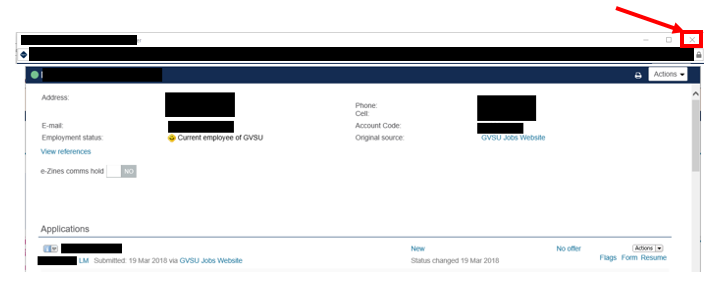 Actions
Address:
Phone:
Cell:
E-mail:
Account Code:
Employment status: Current employee of GVSU
Original source: GVSU Jobs Website
View references
e-Zines comms hold NO
Applications
New No offer Actions
LM Submitted: 19 Mar 2018 via GVSU Jobs Website Status changed 19 Mar 2018 Flags Form Resume